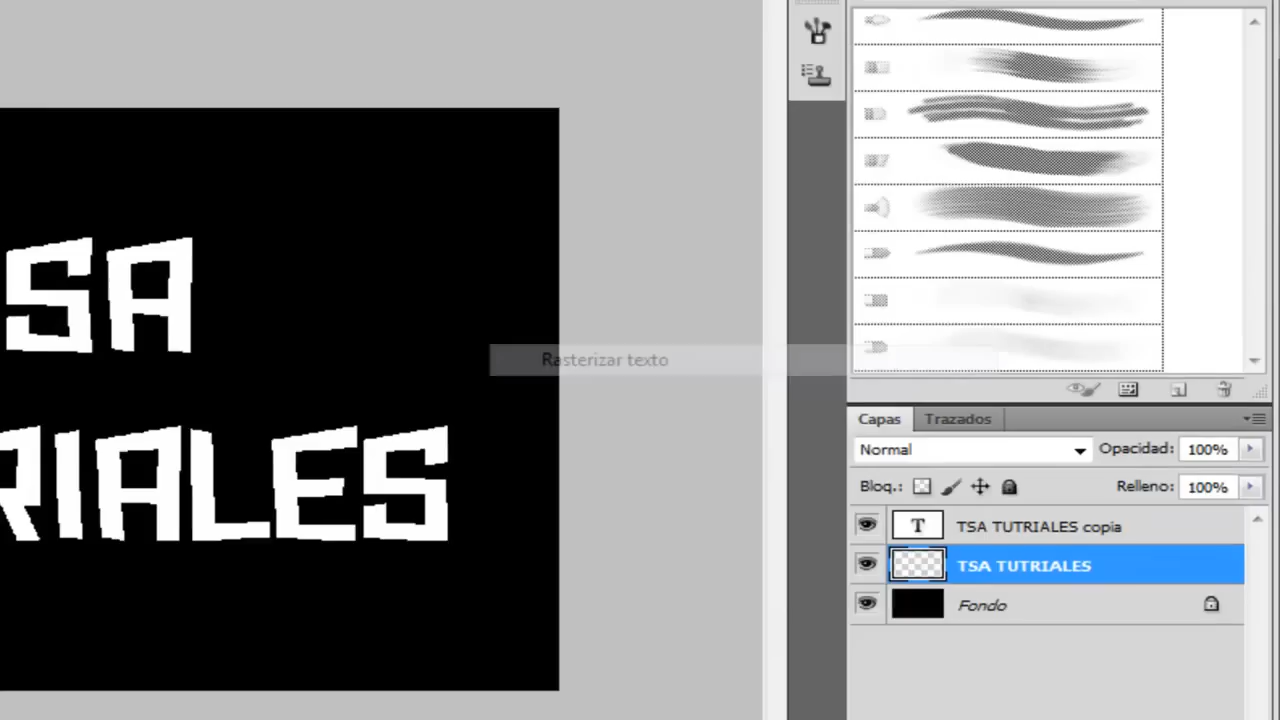 SA
RIALES
Rasterizar texto
Capas Trazados
Normal Opacidad: 100%
Bloq.: Relleno: 100%
T TSA TUTRIALES copia
TSA TUTRIALES
Fondo